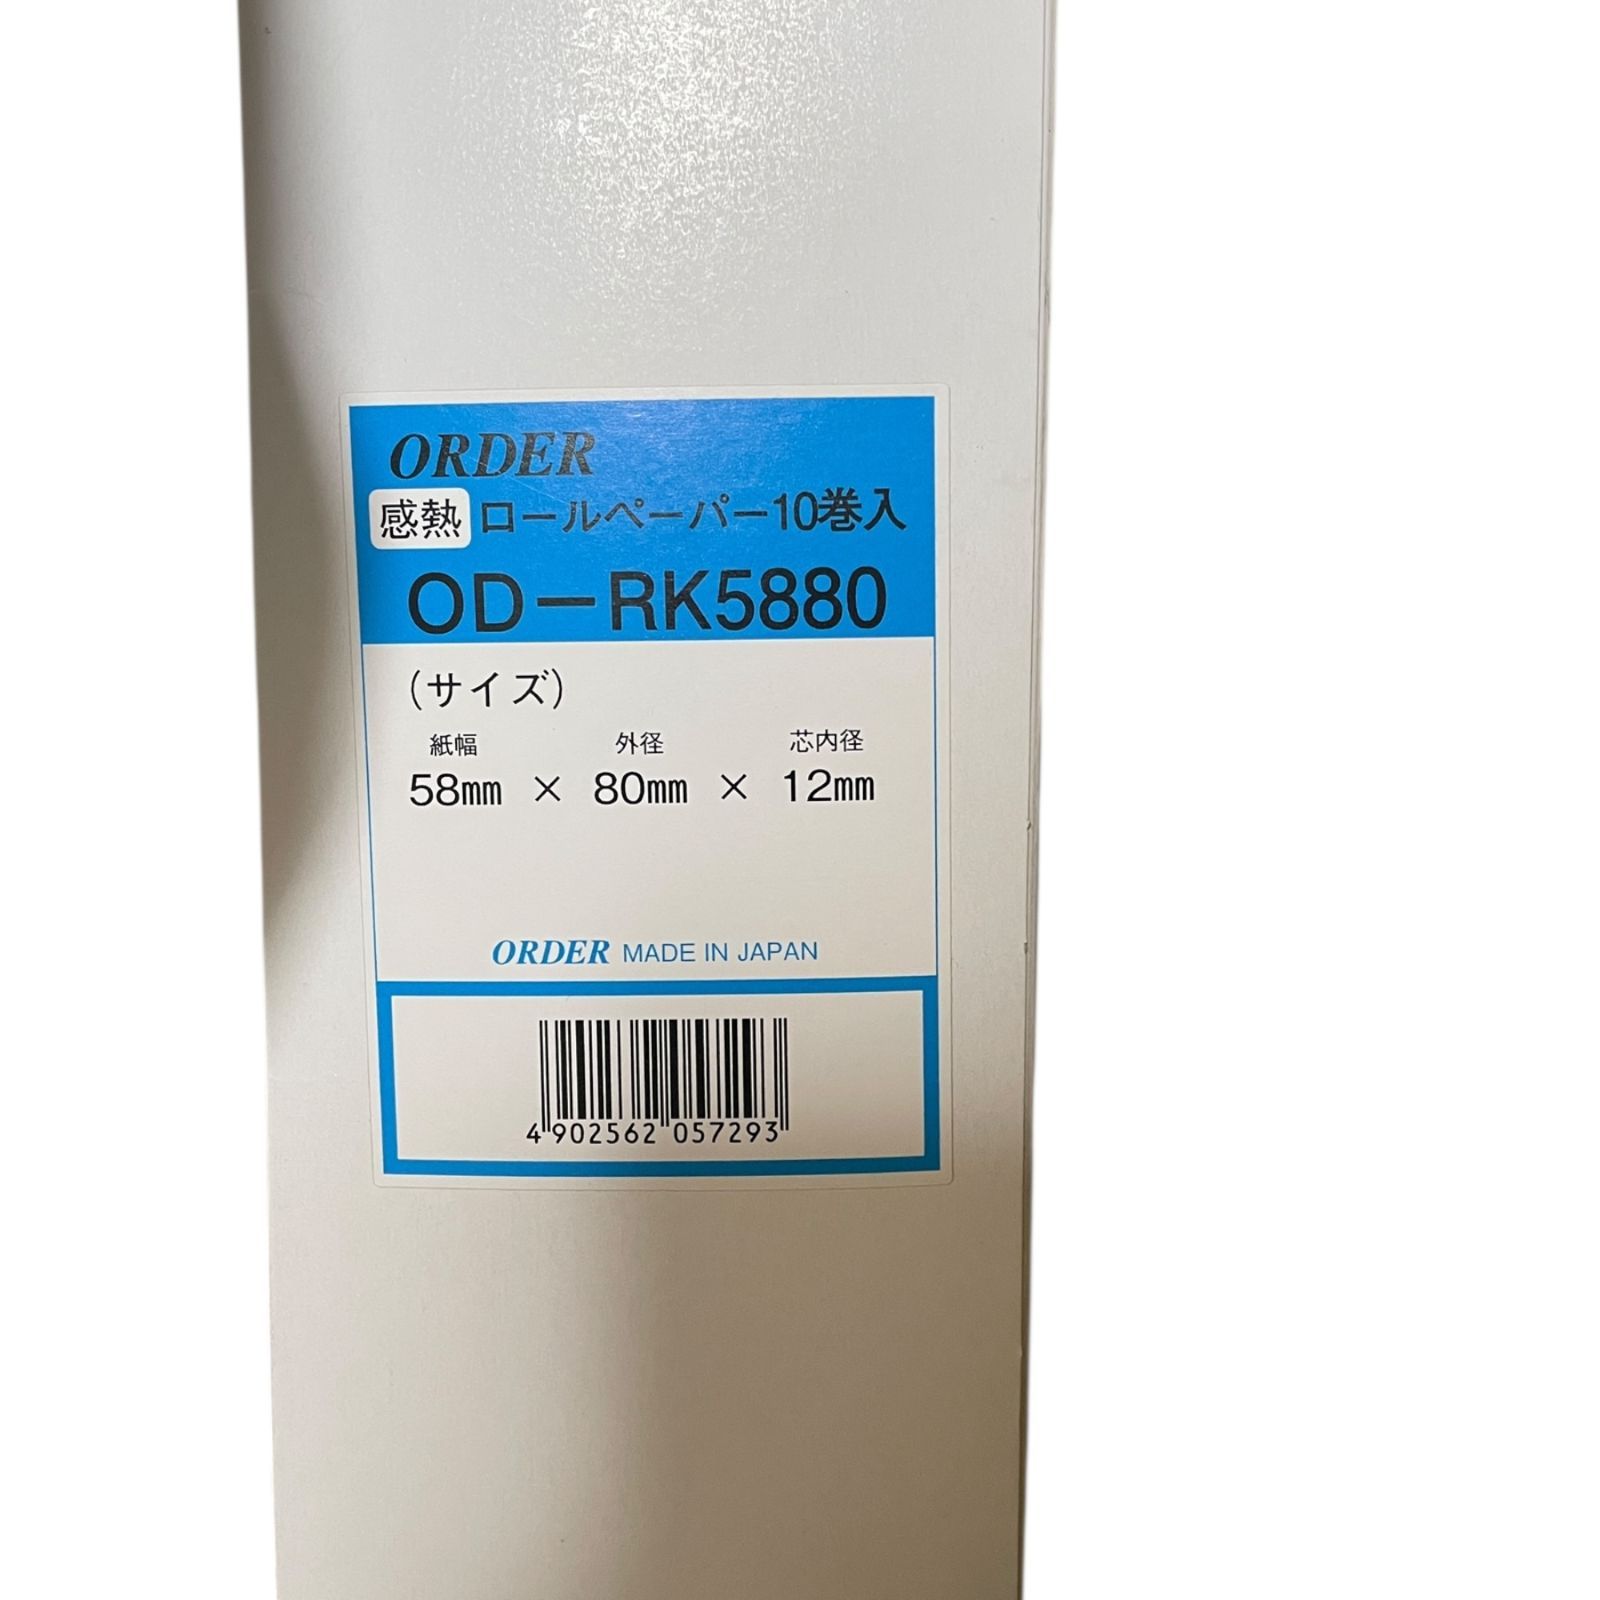 ORDER
感熱 ロールペーパー10巻入
OD－RK5880
(サイズ)
紙幅 外径 芯内径
58㎜ × 80㎜ × 12㎜
ORDER MADE IN JAPAN
4 902562 057293